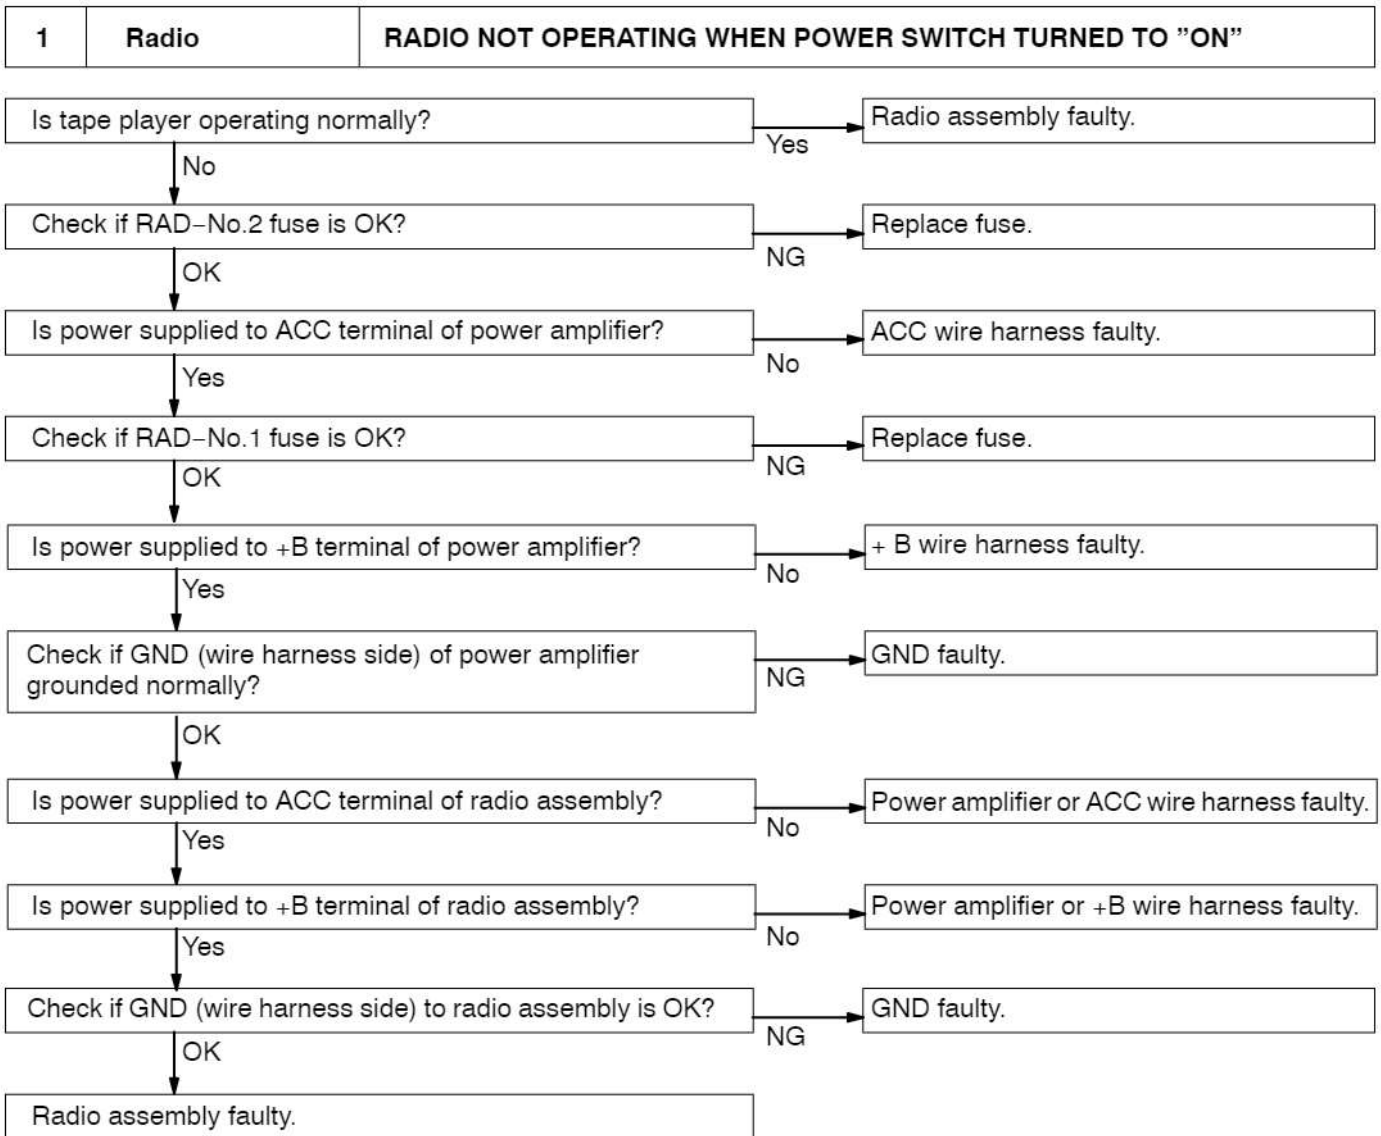 1 Radio RADIO NOT OPERATING WHEN POWER SWITCH TURNED TO ”ON”
Is tape player operating normally?
Yes
Radio assembly faulty.
No
Check if RAD−No.2 fuse is OK?
NG
Replace fuse.
OK
Is power supplied to ACC terminal of power amplifier?
No
ACC wire harness faulty.
Yes
Check if RAD−No.1 fuse is OK?
NG
Replace fuse.
OK
Is power supplied to +B terminal of power amplifier?
No
+ B wire harness faulty.
Yes
Check if GND (wire harness side) of power amplifier
grounded normally?
NG
GND faulty.
OK
Is power supplied to ACC terminal of radio assembly?
No
Power amplifier or ACC wire harness faulty.
Yes
Is power supplied to +B terminal of radio assembly?
No
Power amplifier or +B wire harness faulty.
Yes
Check if GND (wire harness side) to radio assembly is OK?
NG
GND faulty.
OK
Radio assembly faulty.